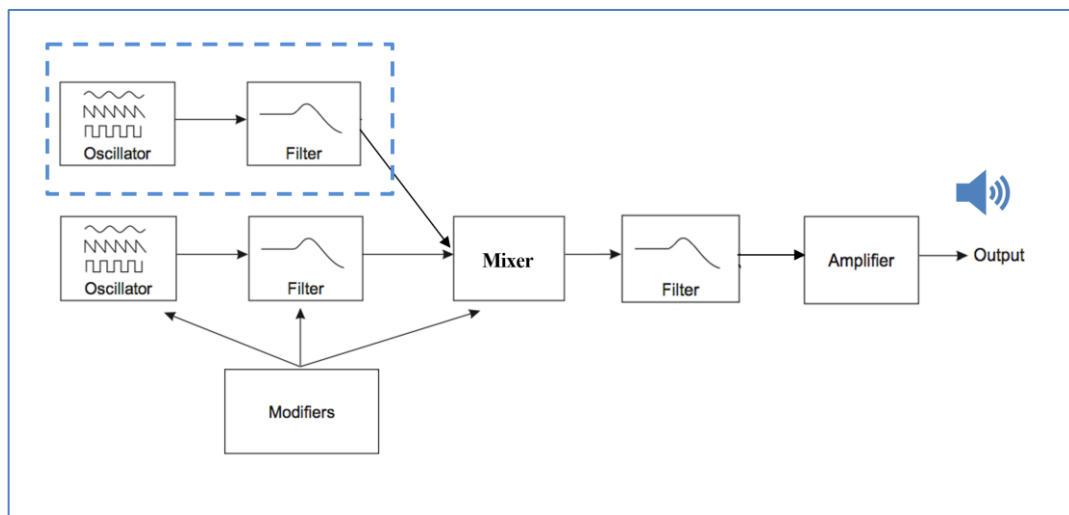 Oscillator
Filter
Oscillator
Filter
Mixer
Filter
Amplifier
Output
Modifiers